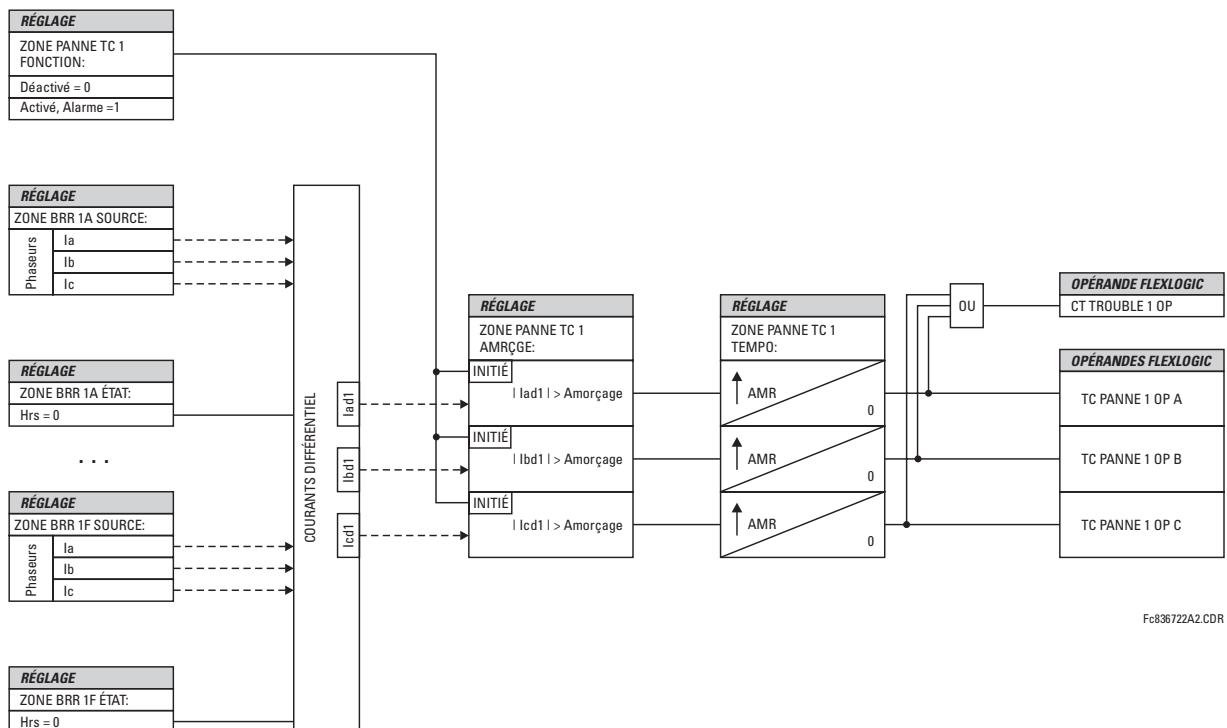 RÉGLAGE
ZONE PANNE TC 1
FONCTION:
Déactivé = 0
Activé, Alarme =1
RÉGLAGE
ZONE BRR 1A SOURCE:
Phaseurs
Ia
Ib
Ic
RÉGLAGE
ZONE BRR 1A ÉTAT:
Hrs = 0
. . .
RÉGLAGE
ZONE BRR 1F SOURCE:
Phaseurs
Ia
Ib
Ic
RÉGLAGE
ZONE BRR 1F ÉTAT:
Hrs = 0
COURANTS DIFFÉRENTIEL
Iad1
Ibd1
Icd1
RÉGLAGE
ZONE PANNE TC 1
AMRÇGE:
INITIÉ
| Iad1 | > Amorçage
INITIÉ
| Ibd1 | > Amorçage
INITIÉ
| Icd1 | > Amorçage
RÉGLAGE
ZONE PANNE TC 1
TEMPO:
AMR
0
AMR
0
AMR
0
OU
OPÉRANDE FLEXLOGIC
CT TROUBLE 1 OP
OPÉRANDES FLEXLOGIC
TC PANNE 1 OP A
TC PANNE 1 OP B
TC PANNE 1 OP C
Fc836722A2.CDR